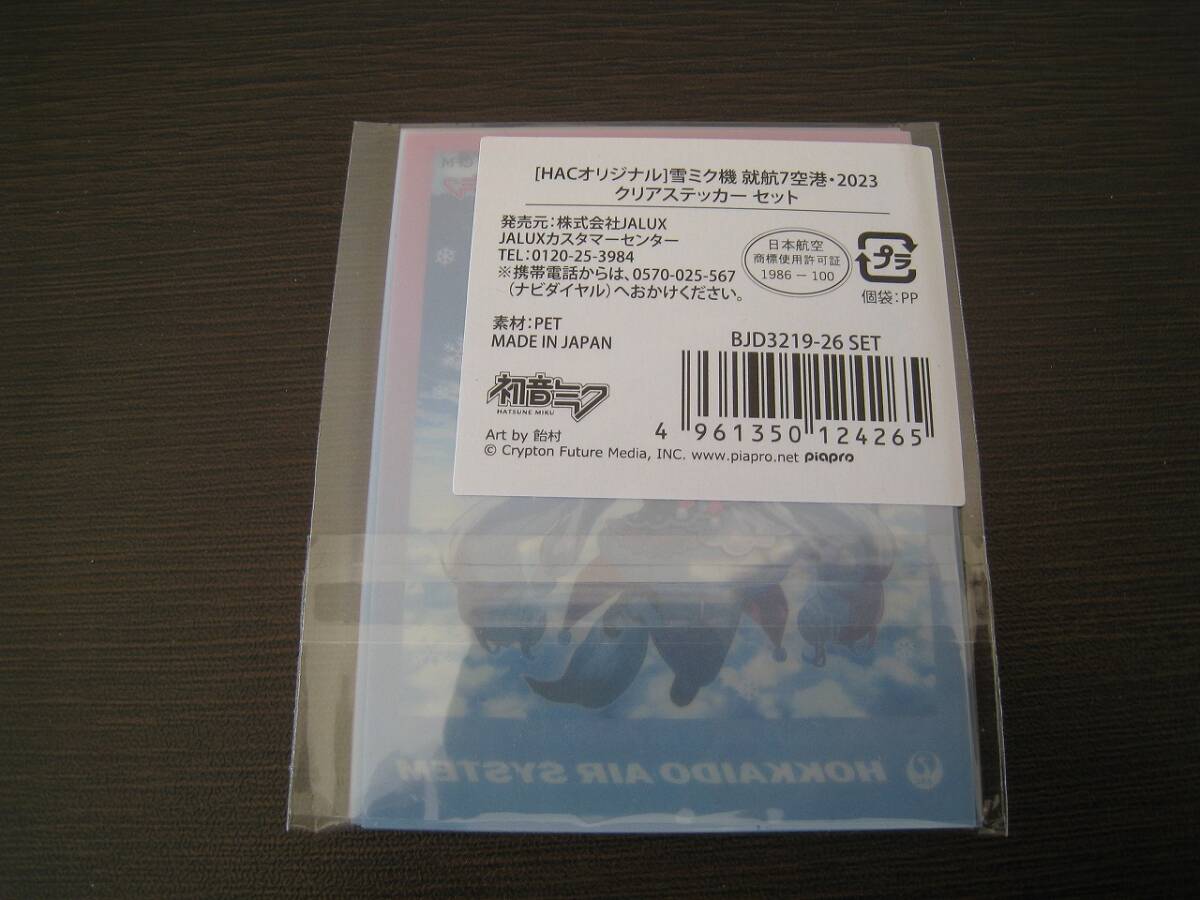 [HACオリジナル]雪ミク機 就航7空港・2023
クリアステッカー セット
発売元：株式会社JALUX
JALUXカスタマーセンター
TEL：0120-25-3984
※携帯電話からは、0570-025-567
（ナビダイヤル）へおかけください。
日本航空
商標使用許可証
1986－100
プラ
個袋：PP
素材：PET
MADE IN JAPAN
BJD3219-26 SET
初音ミク
HATSUNE MIKU
4 961350 124265
Art by 飴村
© Crypton Future Media, INC. www.piapro.net piapro
HOKKAIDO AIR SYSTEM